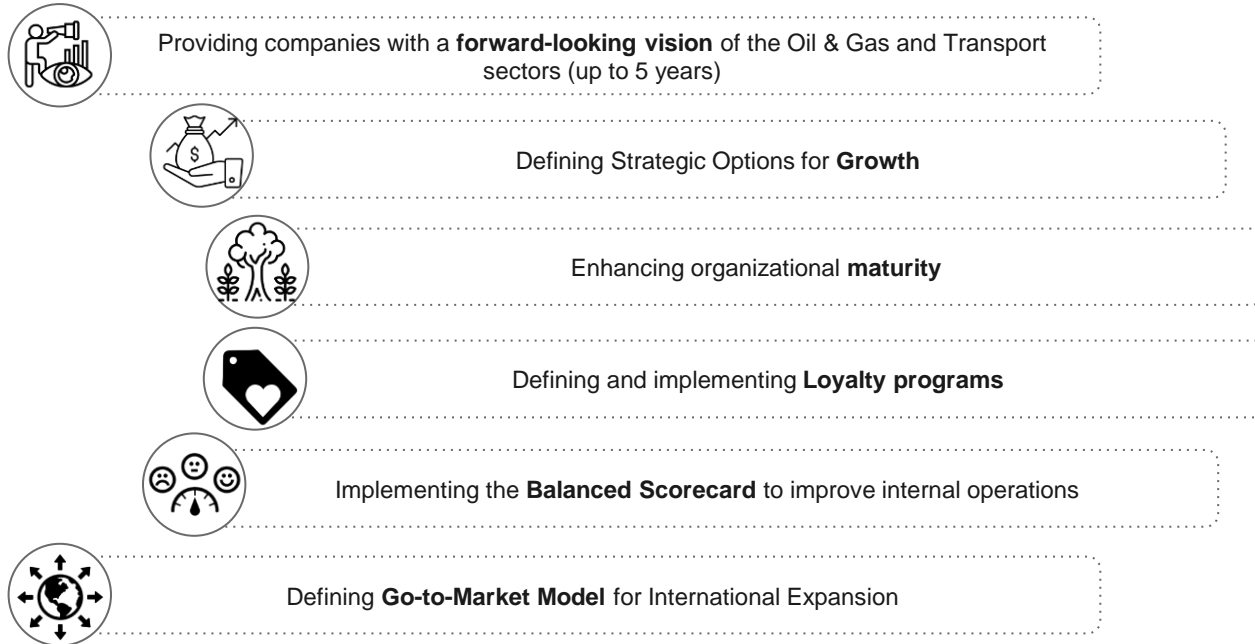 Providing companies with a forward-looking vision of the Oil & Gas and Transport
sectors (up to 5 years)
$
Defining Strategic Options for Growth
Enhancing organizational maturity
Defining and implementing Loyalty programs
Implementing the Balanced Scorecard to improve internal operations
Defining Go-to-Market Model for International Expansion